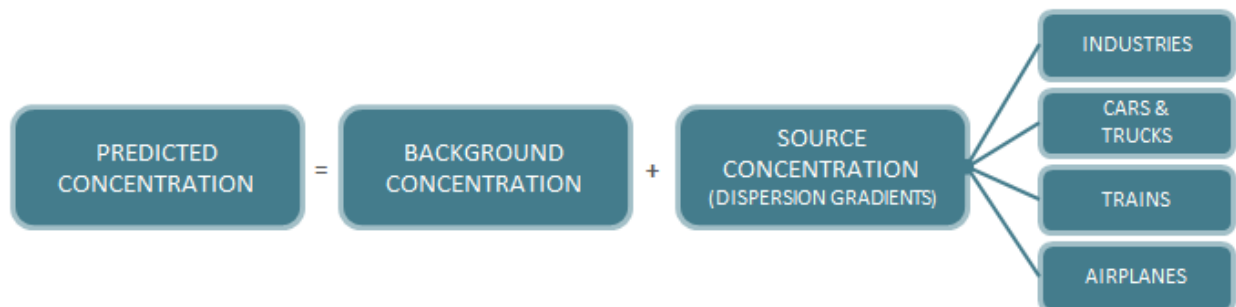 PREDICTED
CONCENTRATION
=
BACKGROUND
CONCENTRATION
+
SOURCE
CONCENTRATION
(DISPERSION GRADIENTS)
INDUSTRIES
CARS &
TRUCKS
TRAINS
AIRPLANES